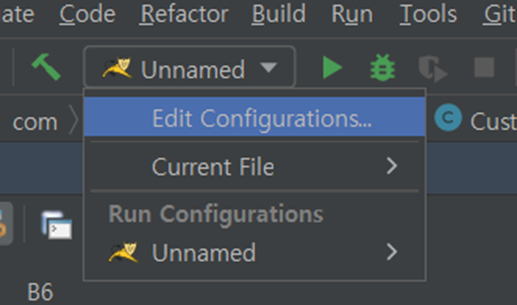 ate Code Refactor Build Run Tools Git
Unnamed
Edit Configurations...
com Cust
Current File
Run Configurations
Unnamed
B6